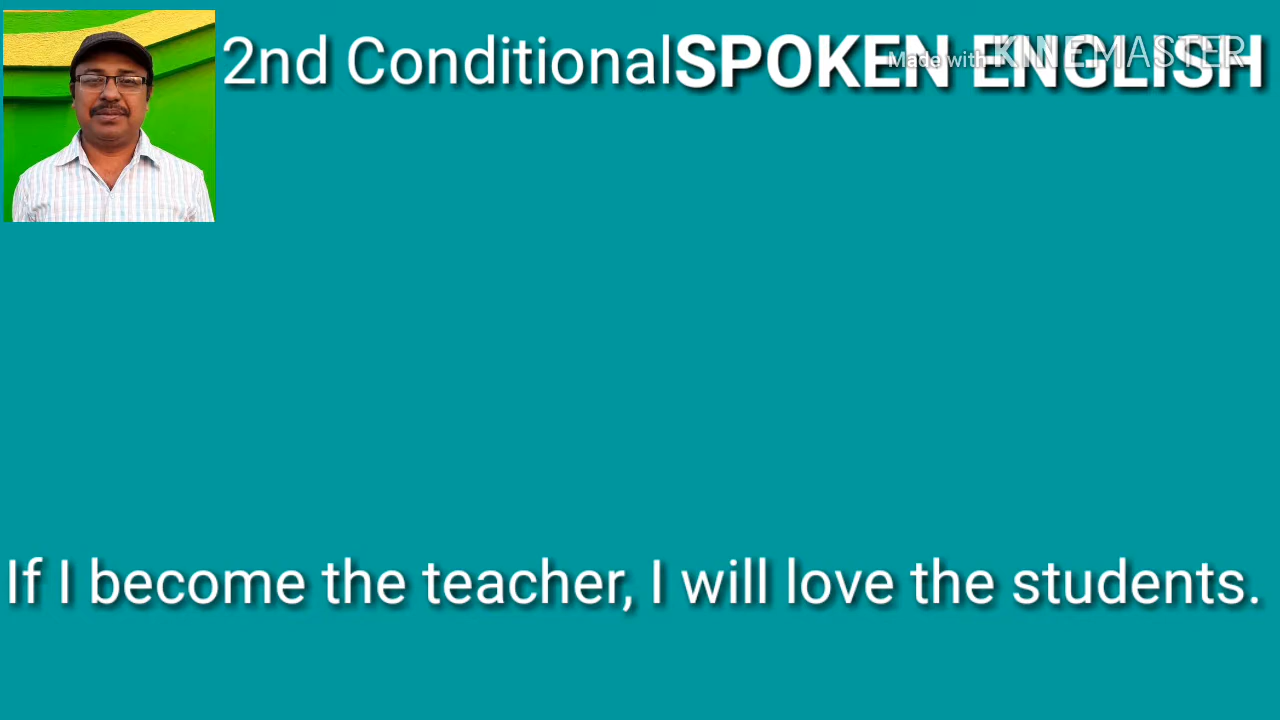 2nd Conditional SPOKEN ENGLISH
Made with KINEMASTER
If I become the teacher, I will love the students.